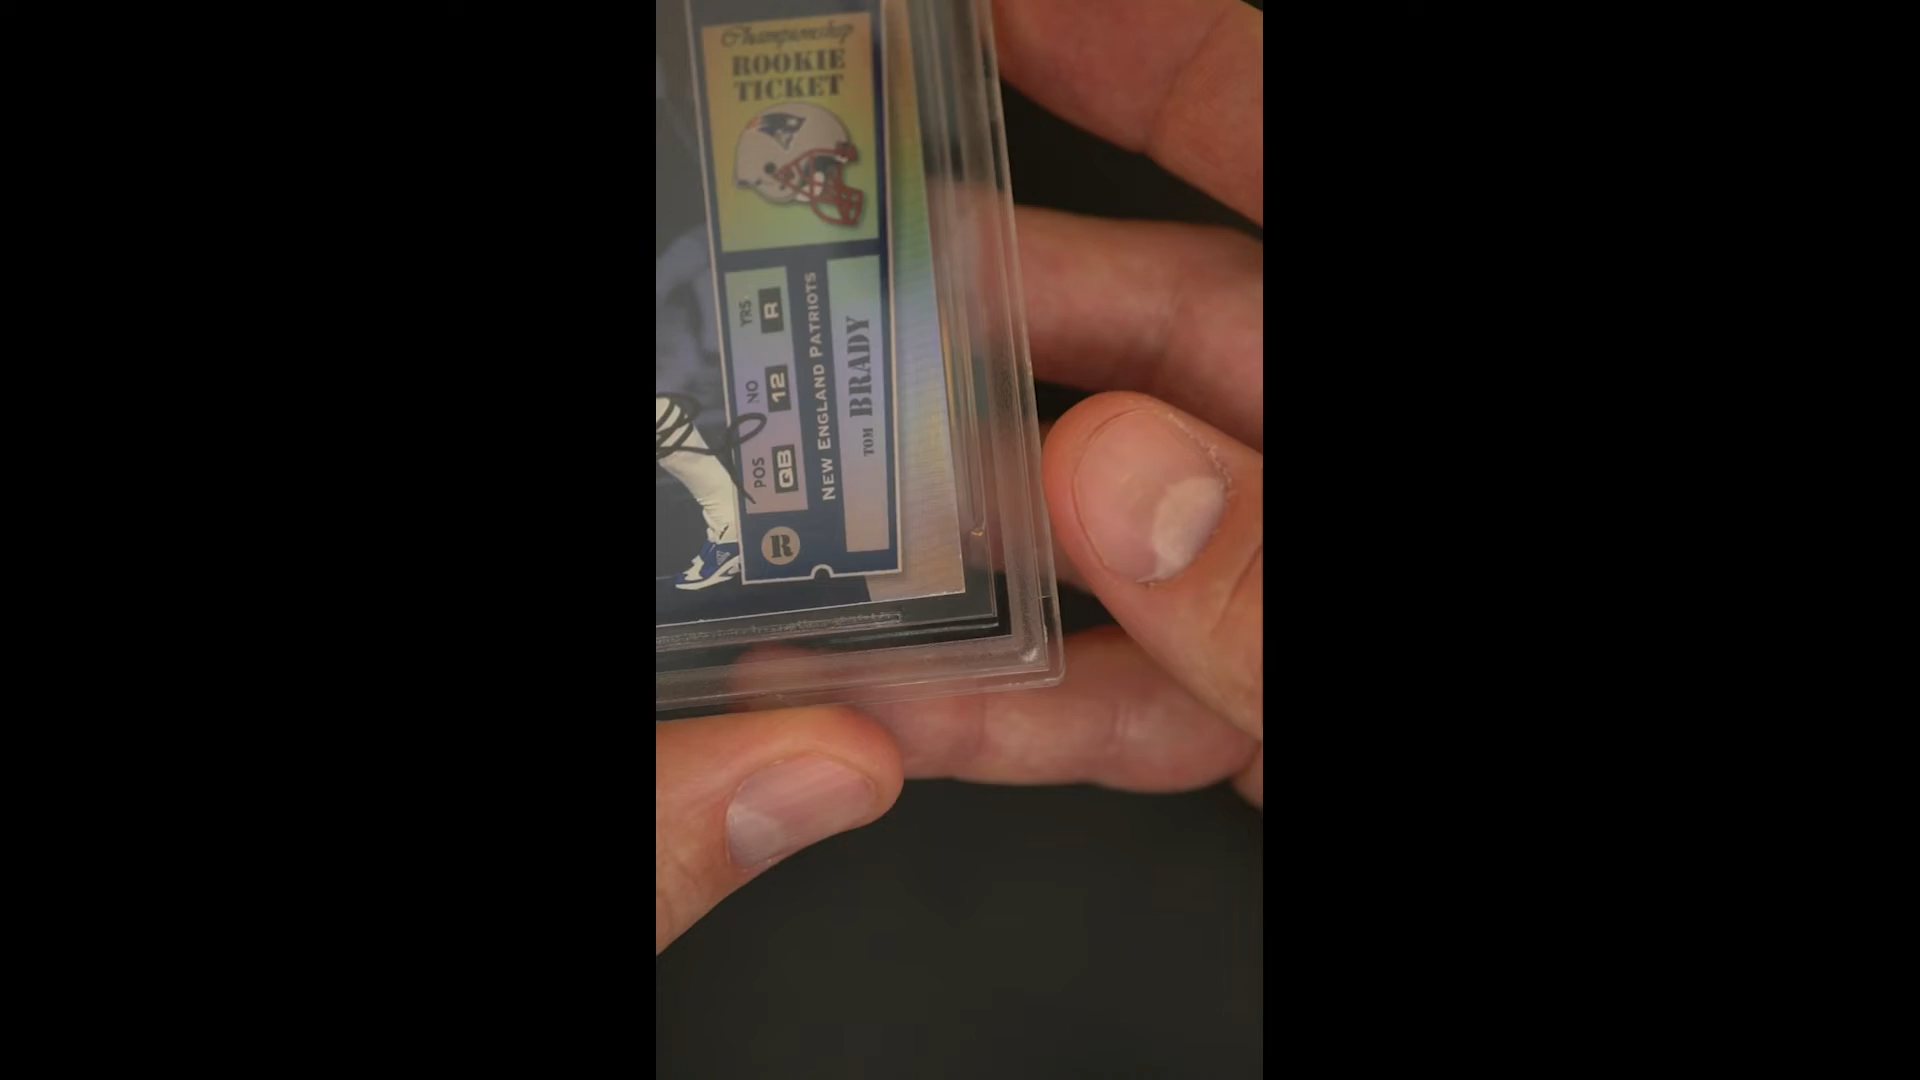 Championship
ROOKIE
TICKET
YRS
R
NO
12
POS
QB
NEW ENGLAND PATRIOTS
TOM BRADY
R